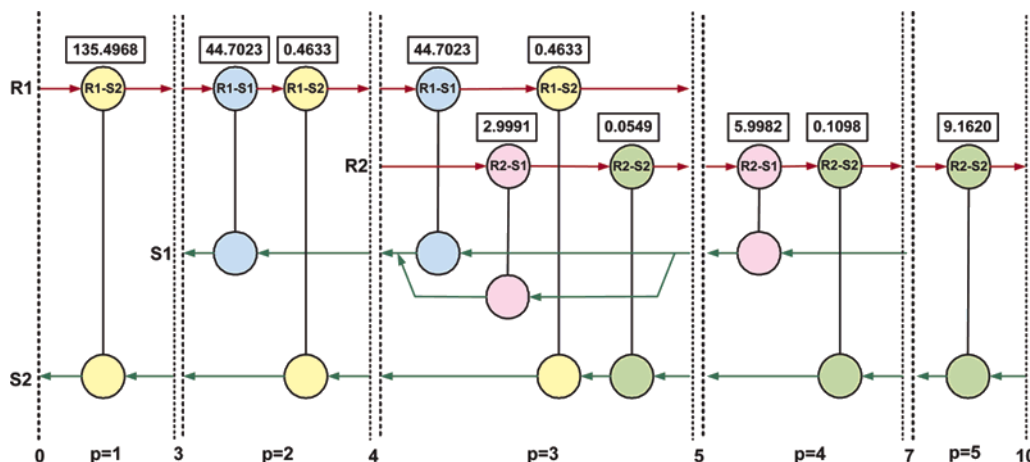 135.4968 44.7023 0.4633 44.7023 0.4633
R1 R1-S2 R1-S1 R1-S2 R1-S1 R1-S2
2.9991 0.0549 5.9982 0.1098 9.1620
R2 R2-S1 R2-S2 R2-S1 R2-S2 R2-S2
S1
S2
0 p=1 3 p=2 4 p=3 5 p=4 7 p=5 10